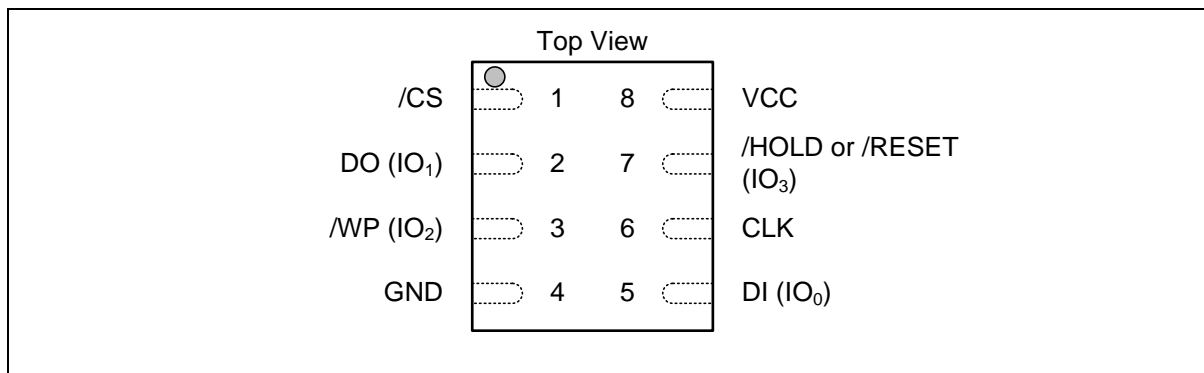 Top View
/CS 1 8 VCC
DO (IO₁) 2 7 /HOLD or /RESET
(IO₃)
/WP (IO₂) 3 6 CLK
GND 4 5 DI (IO₀)